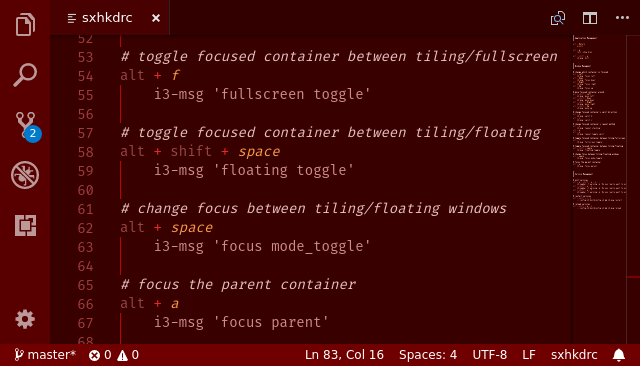 sxhkdrc
52
53 # toggle focused container between tiling/fullscreen
54 alt + f
55 i3-msg 'fullscreen toggle'
56
57 # toggle focused container between tiling/floating
58 alt + shift + space
59 i3-msg 'floating toggle'
60
61 # change focus between tiling/floating windows
62 alt + space
63 i3-msg 'focus mode_toggle'
64
65 # focus the parent container
66 alt + a
67 i3-msg 'focus parent'
68
2
master* 0 0 Ln 83, Col 16 Spaces: 4 UTF-8 LF sxhkdrc